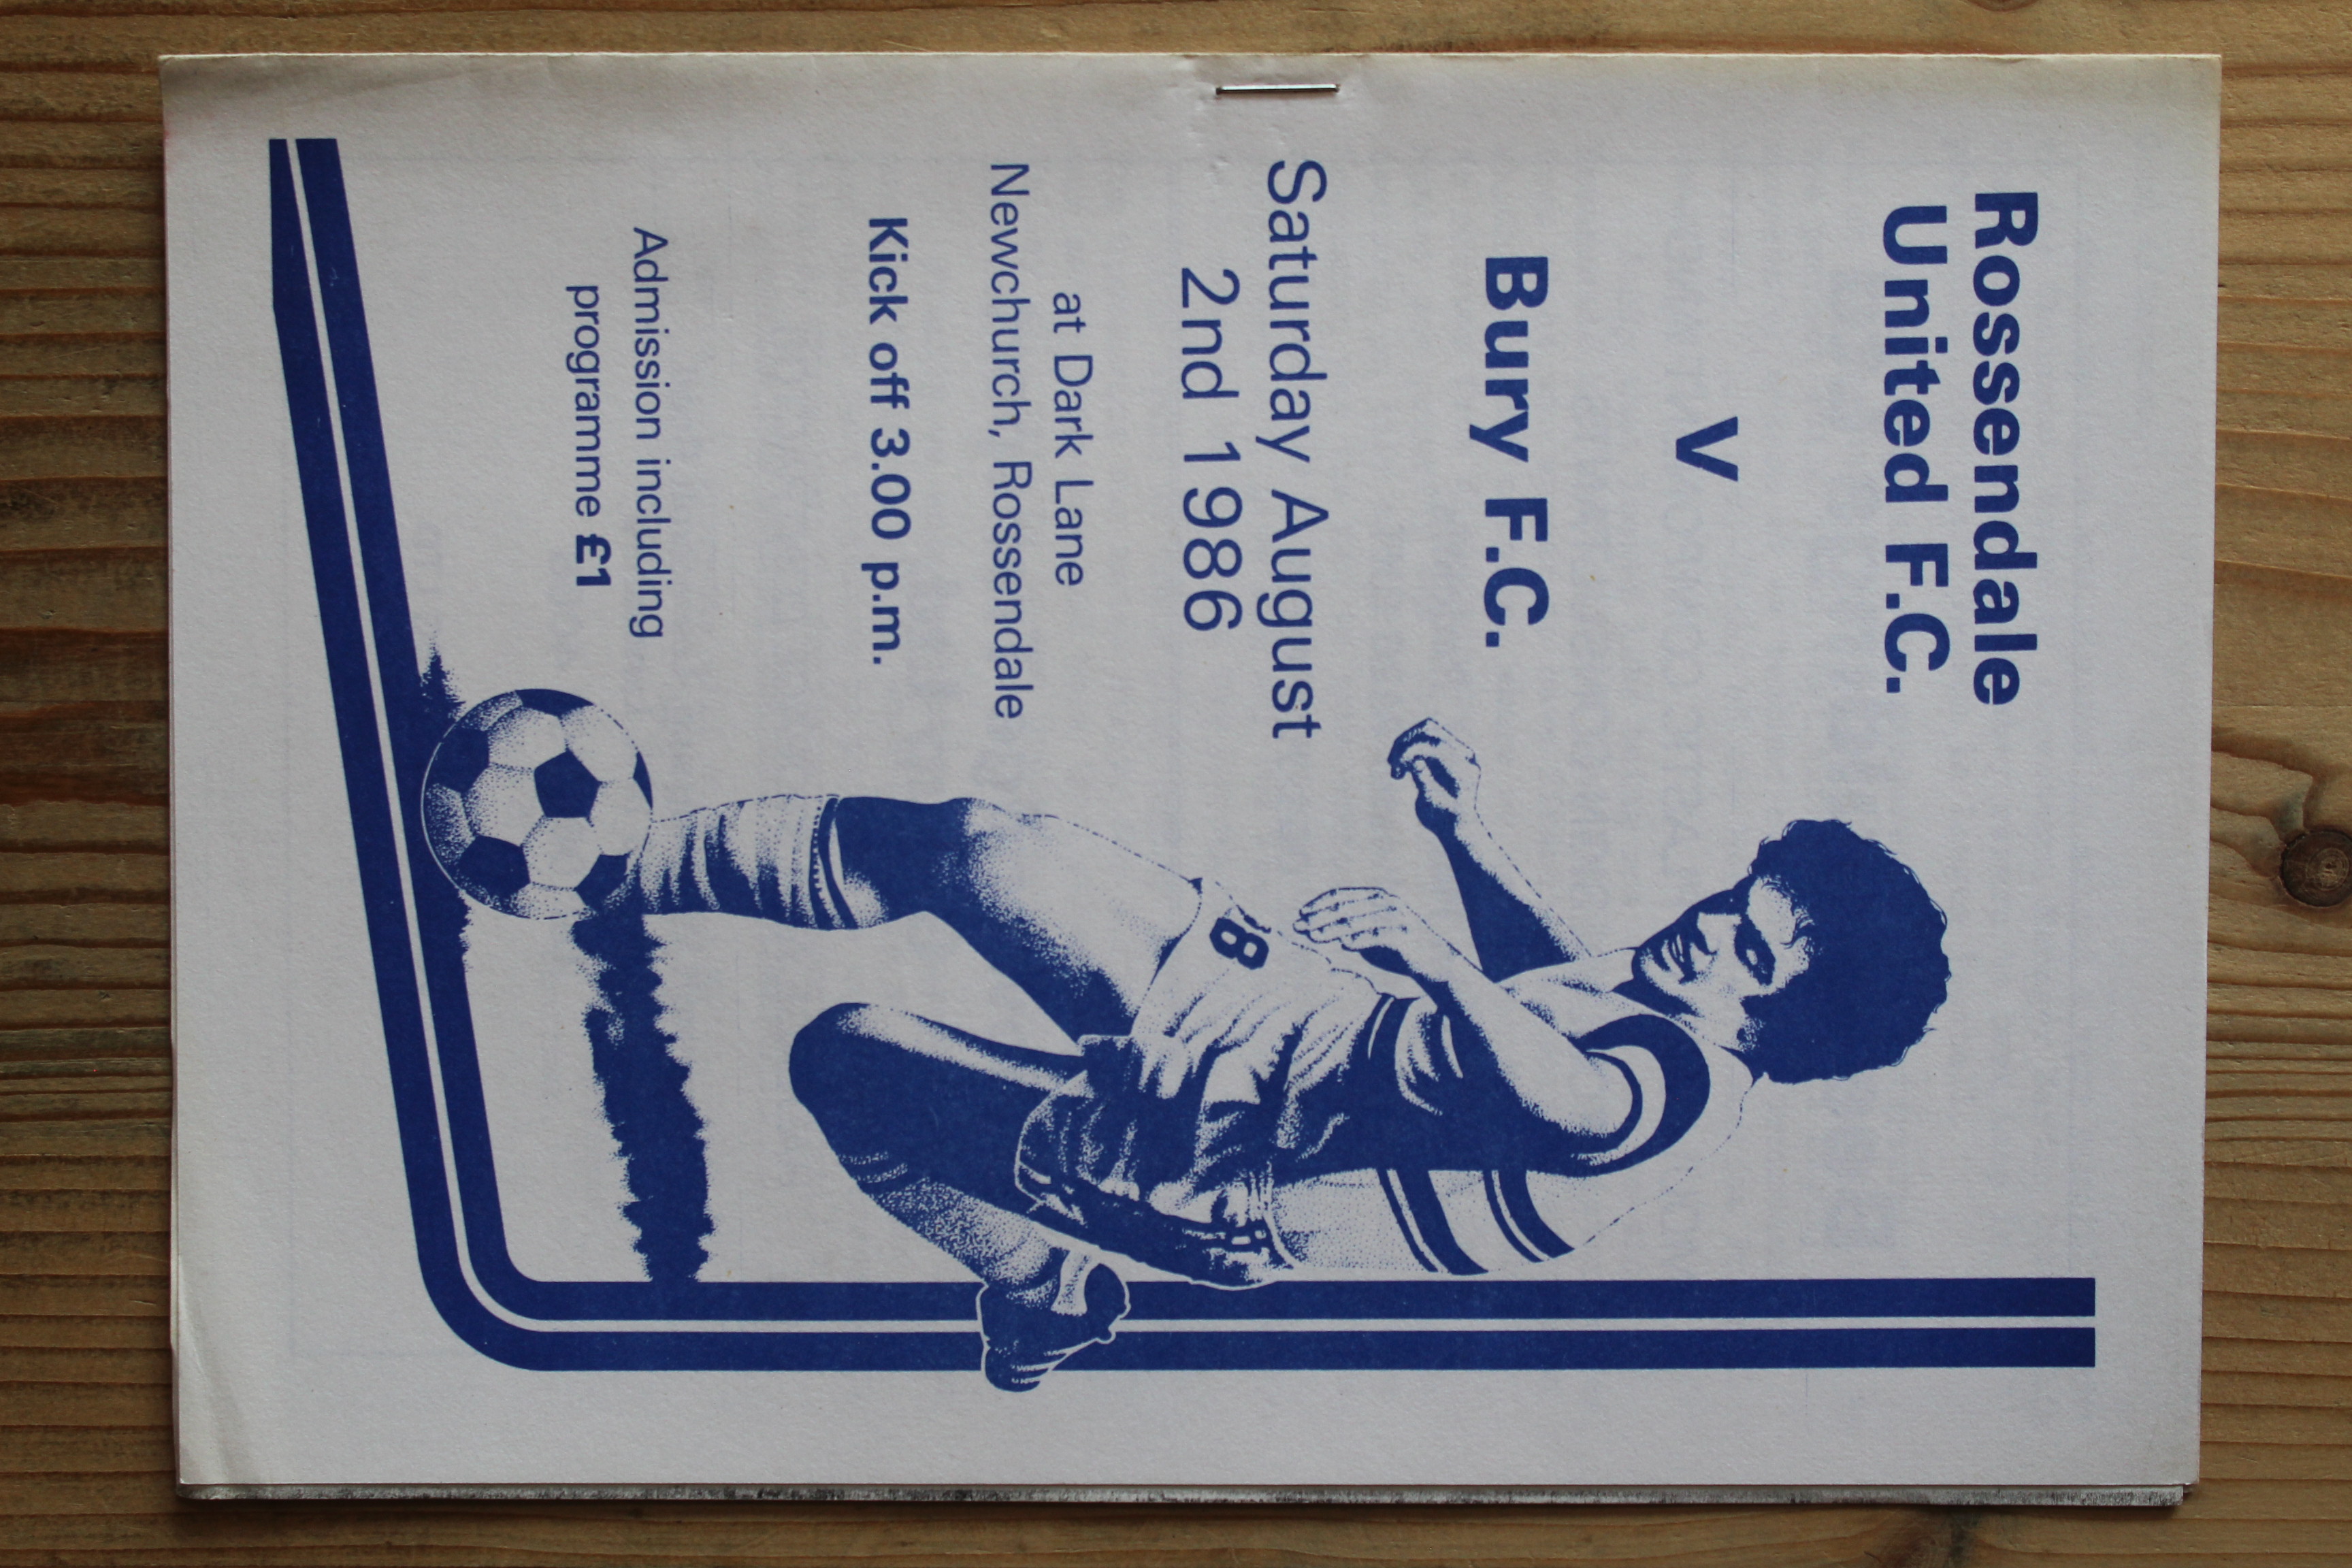 Rossendale
United F.C.
V
Bury F.C.
Saturday August
2nd 1986
at Dark Lane
Newchurch, Rossendale
Kick off 3.00 p.m.
Admission including
programme £1
8